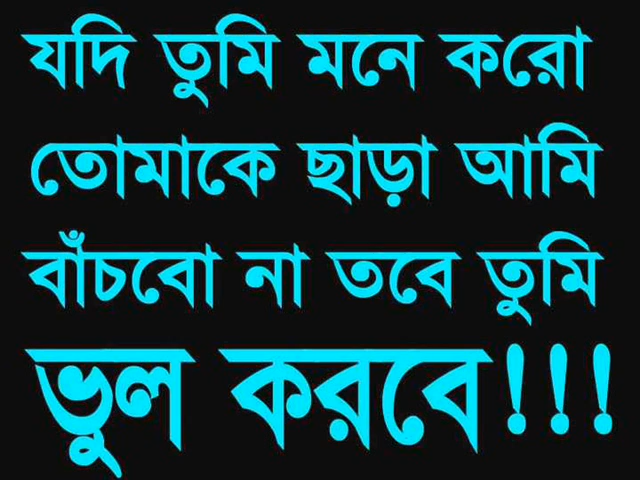 যদি তুমি মনে করো
তোমাকে ছাড়া আমি
বাঁচবো না তবে তুমি
ভুল করবে!!!